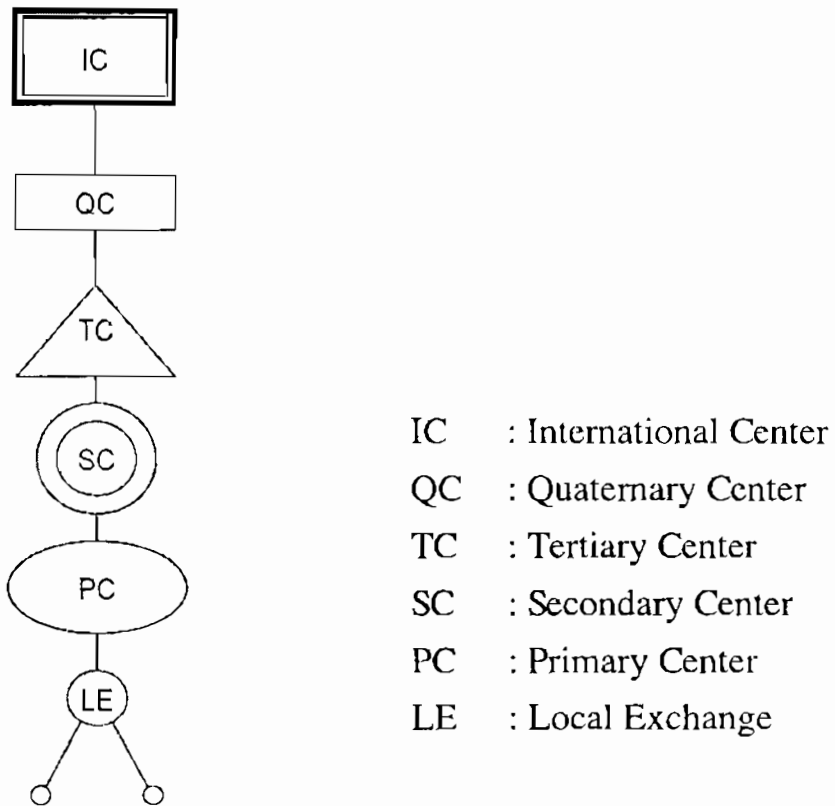 IC
QC
TC
SC
PC
LE
IC : International Center
QC : Quaternary Center
TC : Tertiary Center
SC : Secondary Center
PC : Primary Center
LE : Local Exchange